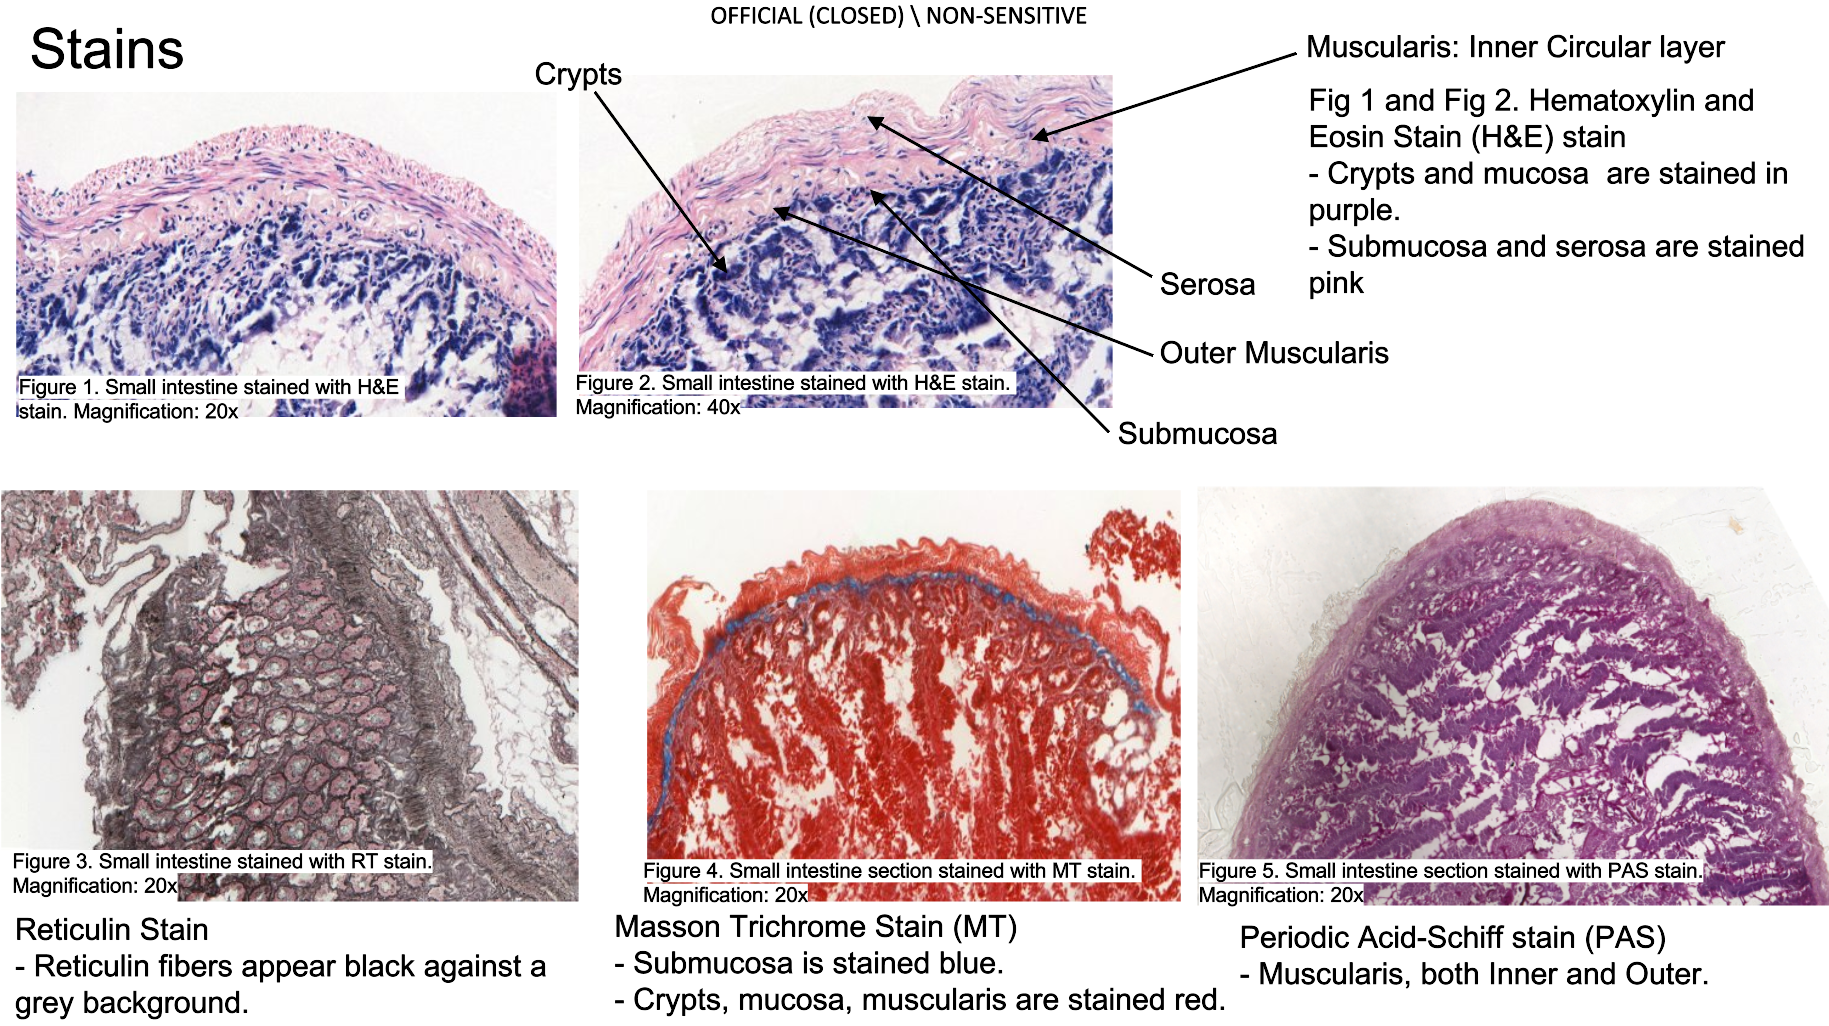 OFFICIAL (CLOSED) \ NON-SENSITIVE
Stains
Crypts
Muscularis: Inner Circular layer
Fig 1 and Fig 2. Hematoxylin and
Eosin Stain (H&E) stain
- Crypts and mucosa  are stained in
purple.
- Submucosa and serosa are stained
pink
Serosa
Outer Muscularis
Submucosa
Figure 1. Small intestine stained with H&E
stain. Magnification: 20x
Figure 2. Small intestine stained with H&E stain.
Magnification: 40x
Figure 3. Small intestine stained with RT stain.
Magnification: 20x
Figure 4. Small intestine section stained with MT stain.
Magnification: 20x
Figure 5. Small intestine section stained with PAS stain.
Magnification: 20x
Reticulin Stain
- Reticulin fibers appear black against a
grey background.
Masson Trichrome Stain (MT)
- Submucosa is stained blue.
- Crypts, mucosa, muscularis are stained red.
Periodic Acid-Schiff stain (PAS)
- Muscularis, both Inner and Outer.